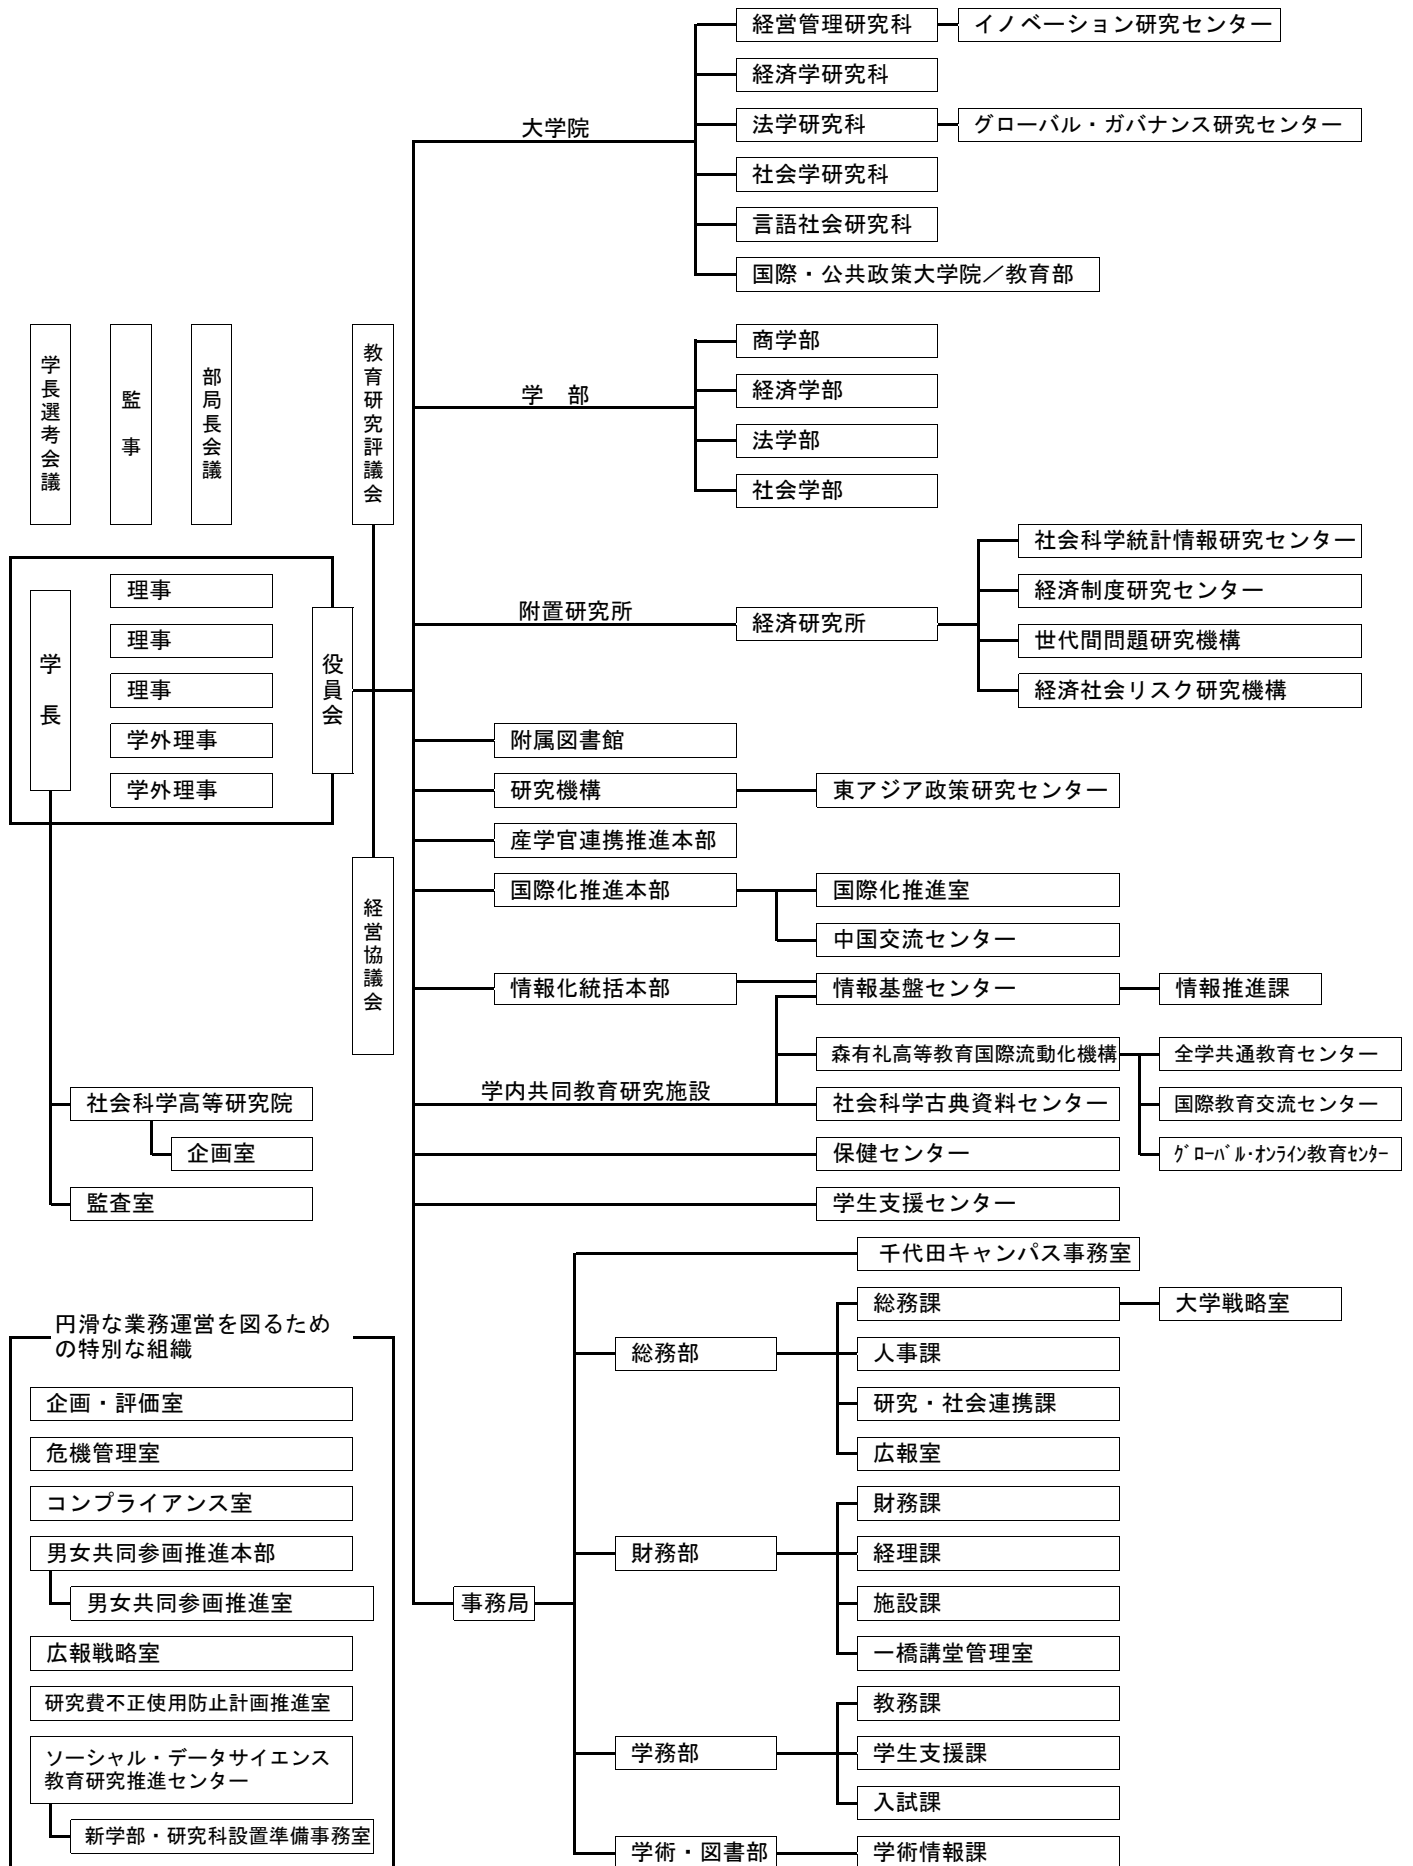 経営管理研究科
イノベーション研究センター
経済学研究科
大学院
法学研究科
グローバル・ガバナンス研究センター
社会学研究科
言語社会研究科
国際・公共政策大学院／教育部
学長選考会議
監　事
部局長会議
教育研究評議会
商学部
学　部
経済学部
法学部
社会学部
学　長
理事
理事
理事
学外理事
学外理事
役員会
附置研究所
経済研究所
社会科学統計情報研究センター
経済制度研究センター
世代間問題研究機構
経済社会リスク研究機構
附属図書館
研究機構
東アジア政策研究センター
産学官連携推進本部
経営協議会
国際化推進本部
国際化推進室
中国交流センター
情報化統括本部
情報基盤センター
情報推進課
森有礼高等教育国際流動化機構
全学共通教育センター
学内共同教育研究施設
社会科学古典資料センター
国際教育交流センター
社会科学高等研究院
企画室
保健センター
ｸﾞﾛｰﾊﾞﾙ･ｵﾝﾗｲﾝ教育ｾﾝﾀｰ
監査室
学生支援センター
千代田キャンパス事務室
総務課
大学戦略室
総務部
人事課
研究・社会連携課
広報室
円滑な業務運営を図るため
の特別な組織
企画・評価室
危機管理室
コンプライアンス室
男女共同参画推進本部
男女共同参画推進室
広報戦略室
研究費不正使用防止計画推進室
ソーシャル・データサイエンス
教育研究推進センター
新学部・研究科設置準備事務室
事務局
財務課
財務部
経理課
施設課
一橋講堂管理室
教務課
学務部
学生支援課
入試課
学術・図書部
学術情報課